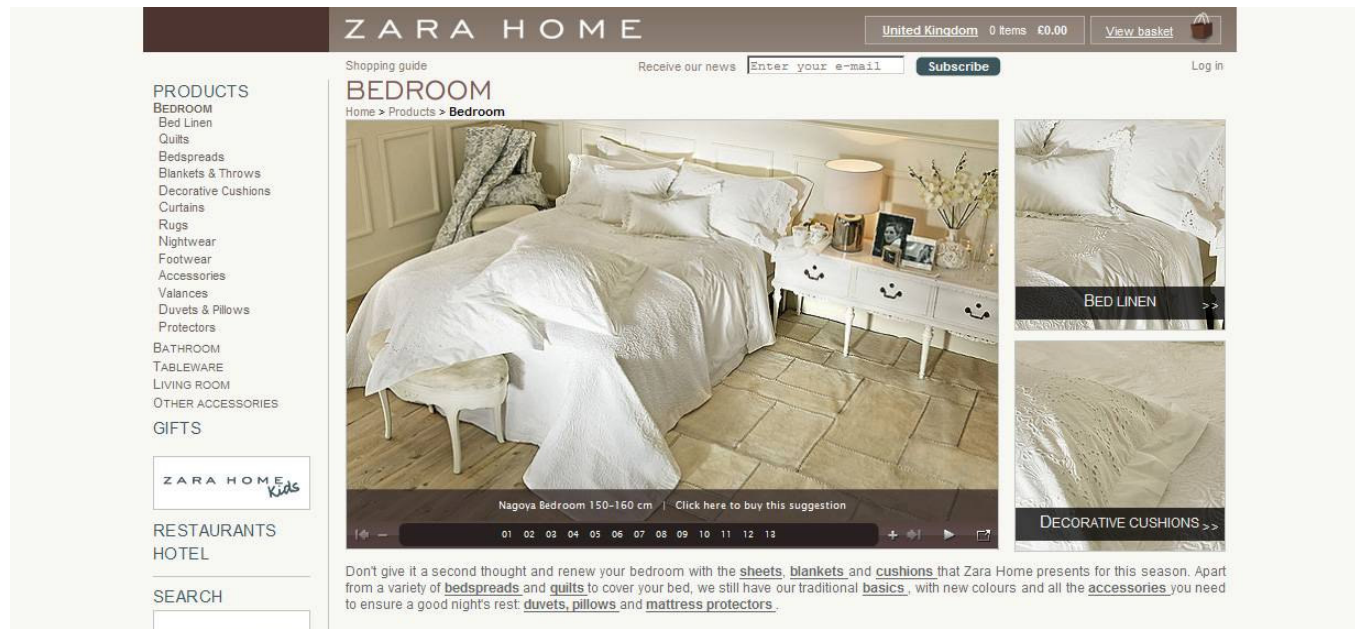 ZARA HOME
United Kingdom 0 Items £0.00
View basket
Shopping guide
Receive our news
Enter your e-mail
Subscribe
Log in
PRODUCTS
BEDROOM
Bed Linen
Quilts
Bedspreads
Blankets & Throws
Decorative Cushions
Curtains
Rugs
Nightwear
Footwear
Accessories
Valances
Duvets & Pillows
Protectors
BATHROOM
TABLEWARE
LIVING ROOM
OTHER ACCESSORIES
GIFTS
ZARA HOME
Kids
RESTAURANTS
HOTEL
SEARCH
BEDROOM
Home > Products > Bedroom
Nagoya Bedroom 150-160 cm | Click here to buy this suggestion
01 02 03 04 05 06 07 08 09 10 11 12 13
BED LINEN >>
DECORATIVE CUSHIONS >>
Don't give it a second thought and renew your bedroom with the sheets, blankets and cushions that Zara Home presents for this season. Apart
from a variety of bedspreads and quilts to cover your bed, we still have our traditional basics , with new colours and all the accessories you need
to ensure a good night's rest: duvets, pillows and mattress protectors .